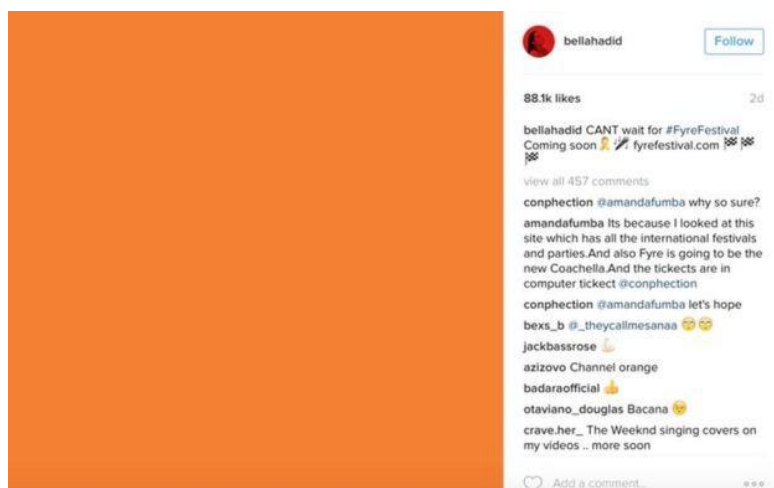 bellahadid
Follow
88.1k likes
2d
bellahadid CANT wait for #FyreFestival
Coming soon 🎗️ 🎉 fyrefestival.com 🏁 🏁
🏁
view all 457 comments
conphection @amandafumba why so sure?
amandafumba Its because I looked at this
site which has all the international festivals
and parties.And also Fyre is going to be the
new Coachella.And the tickects are in
computer tickect @conphection
conphection @amandafumba let's hope
bexs_b @_theycallmesanaa 😁 😁
jackbassrose 💪🏻
azizovo Channel orange
badaraofficial 👍
otaviano_douglas Bacana 😉
crave.her_ The Weeknd singing covers on
my videos .. more soon
Add a comment...